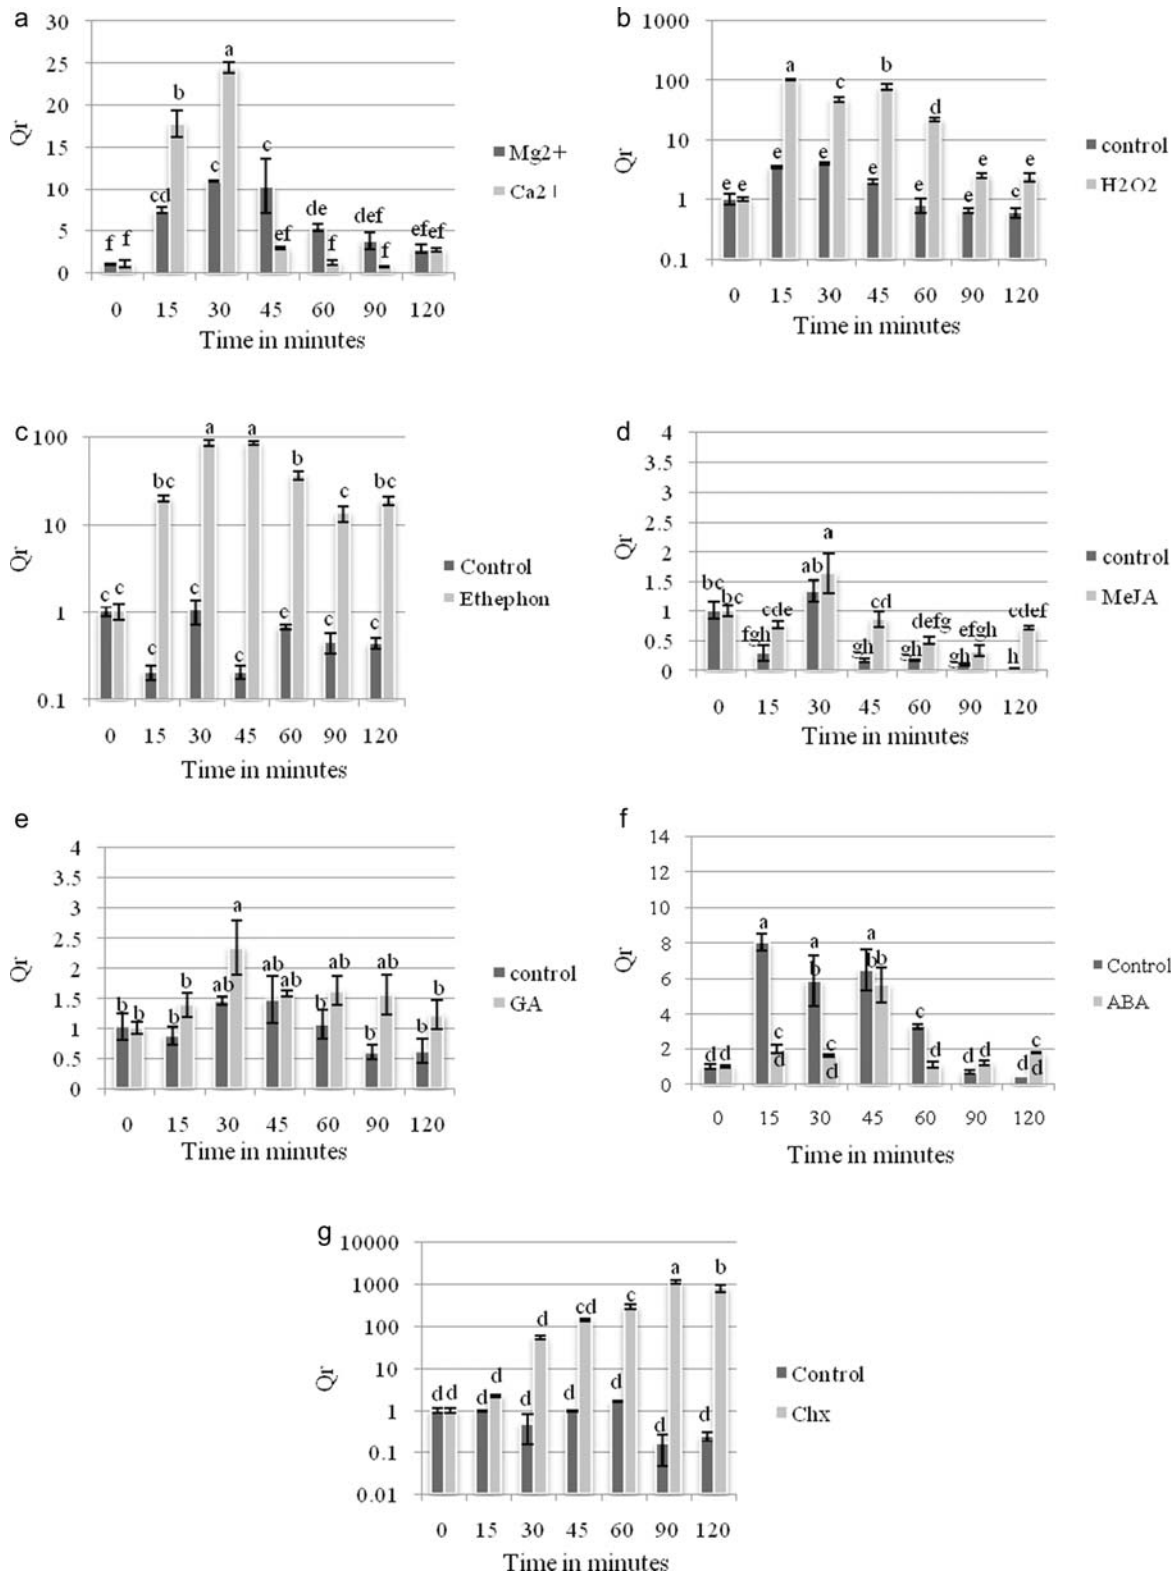 a
30
25
20
15
10
5
0
Qr
f f cd b c a c ef de f def f ef ef
0 15 30 45 60 90 120
Time in minutes
Mg2+
Ca2+
b
1000
100
10
1
0.1
Qr
e e e a e c e b e d e e c e
0 15 30 45 60 90 120
Time in minutes
control
H2O2
c
100
10
1
0.1
Qr
c c c bc c a c a c b c c c bc
0 15 30 45 60 90 120
Time in minutes
Control
Ethephon
d
4
3.5
3
2.5
2
1.5
1
0.5
0
Qr
bc bc fgh cde ab a gh cd gh defg gh efgh h cdef
0 15 30 45 60 90 120
Time in minutes
control
MeJA
e
4
3.5
3
2.5
2
1.5
1
0.5
0
Qr
b b b b ab a ab ab b ab b ab b b
0 15 30 45 60 90 120
Time in minutes
control
GA
f
14
12
10
8
6
4
2
0
Qr
d d a c d a b c d a b b c d d d d c d
0 15 30 45 60 90 120
Time in minutes
Control
ABA
g
10000
1000
100
10
1
0.1
0.01
Qr
d d d d d d d cd d c d a d b
0 15 30 45 60 90 120
Time in minutes
Control
Chx